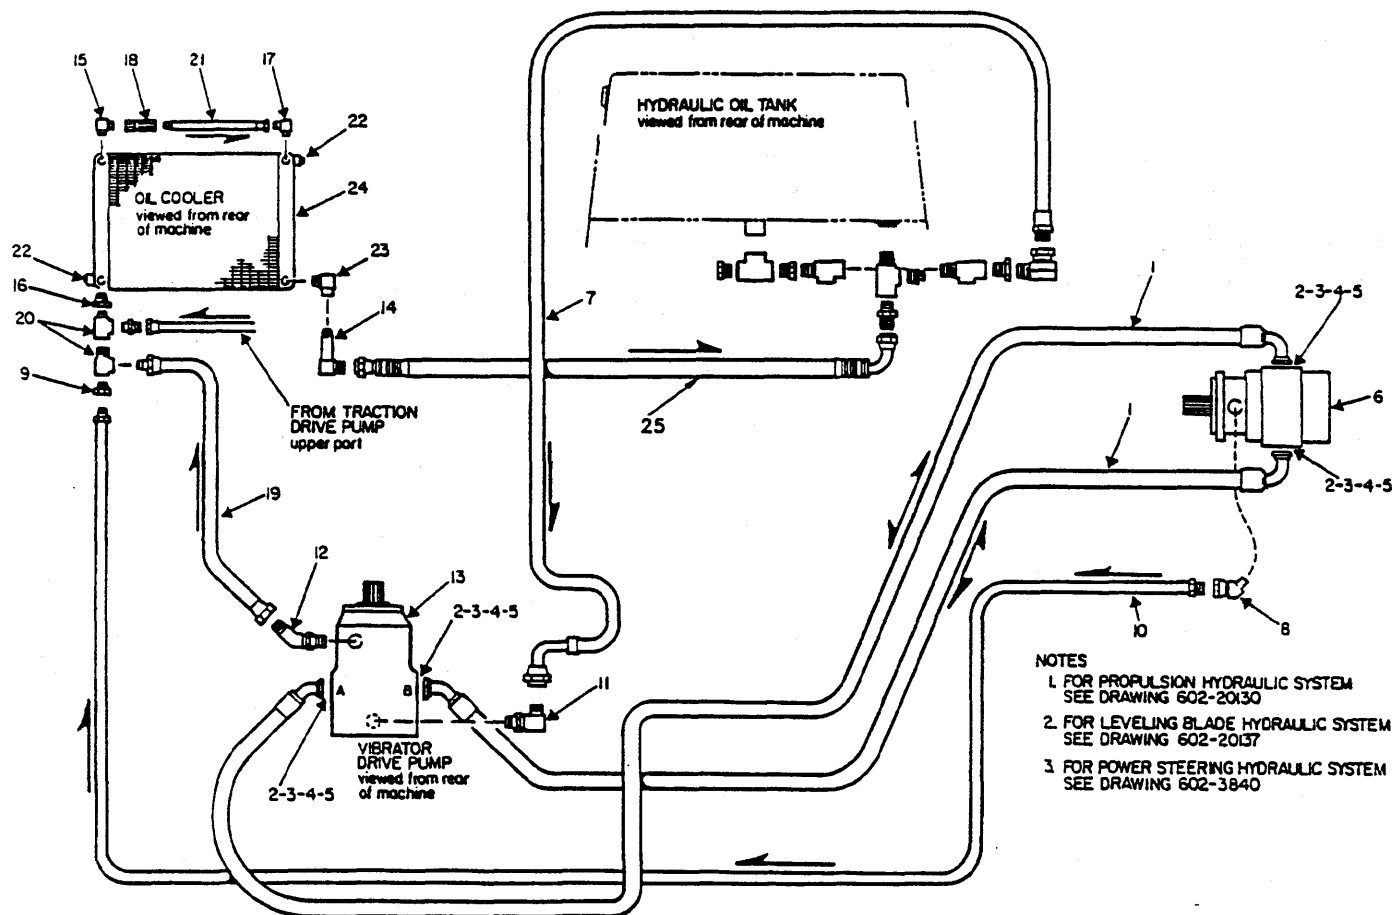 15
18
21
17
22
24
OIL COOLER
viewed from rear
of machine
22
16
20
9
23
14
HYDRAULIC OIL TANK
viewed from rear of machine
7
25
FROM TRACTION
DRIVE PUMP
upper port
19
12
13
2-3-4-5
A
B
11
VIBRATOR
DRIVE PUMP
viewed from rear
of machine
2-3-4-5
1
2-3-4-5
6
1
2-3-4-5
10
8
NOTES
1. FOR PROPULSION HYDRAULIC SYSTEM
SEE DRAWING 602-20130
2. FOR LEVELING BLADE HYDRAULIC SYSTEM
SEE DRAWING 602-20137
3. FOR POWER STEERING HYDRAULIC SYSTEM
SEE DRAWING 602-3840